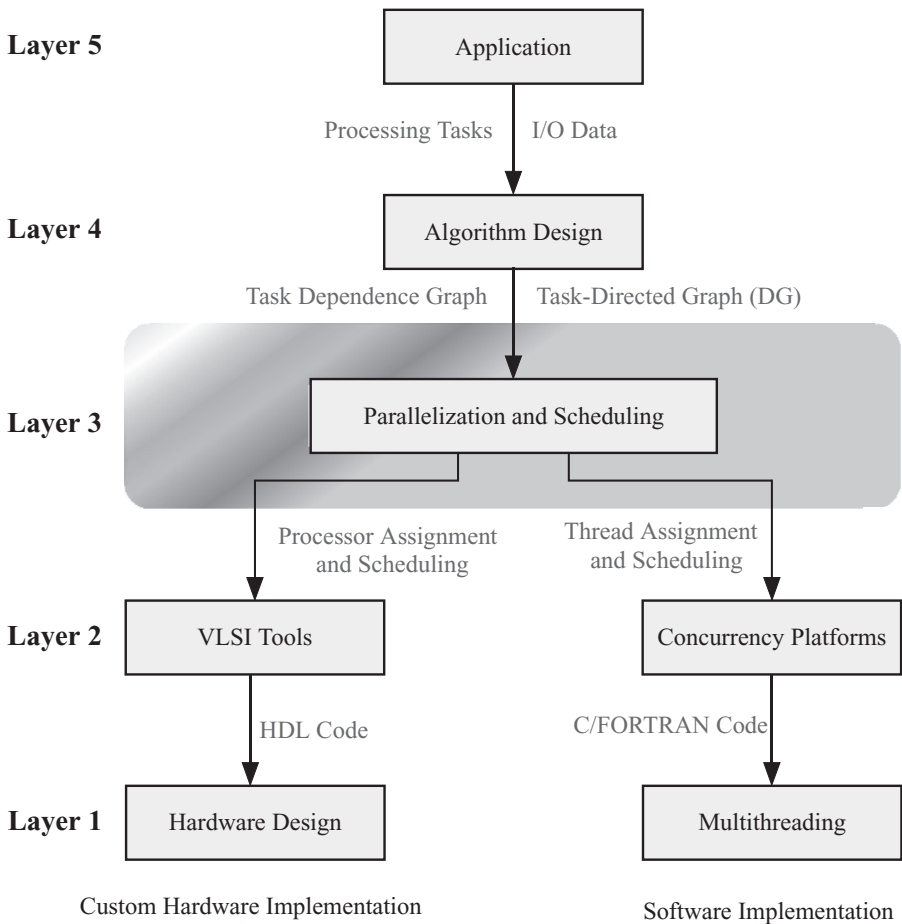 Layer 5
Application
Processing Tasks
I/O Data
Layer 4
Algorithm Design
Task Dependence Graph
Task-Directed Graph (DG)
Layer 3
Parallelization and Scheduling
Processor Assignment
and Scheduling
Thread Assignment
and Scheduling
Layer 2
VLSI Tools
Concurrency Platforms
HDL Code
C/FORTRAN Code
Layer 1
Hardware Design
Multithreading
Custom Hardware Implementation
Software Implementation